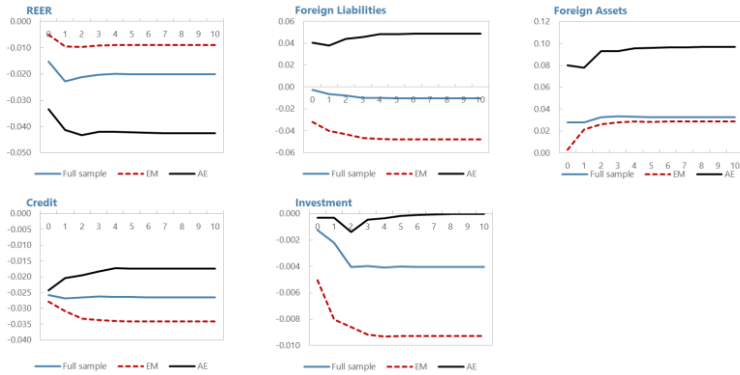 REER
0.000
-0.010
-0.020
-0.030
-0.040
-0.050
0 1 2 3 4 5 6 7 8 9 10
Full sample EM AE
Foreign Liabilities
0.06
0.04
0.02
0.00
-0.02
-0.04
-0.06
0 1 2 3 4 5 6 7 8 9 10
Full sample EM AE
Foreign Assets
0.12
0.10
0.08
0.06
0.04
0.02
0.00
0 1 2 3 4 5 6 7 8 9 10
Full sample EM AE
Credit
0.000
-0.005
-0.010
-0.015
-0.020
-0.025
-0.030
-0.035
-0.040
0 1 2 3 4 5 6 7 8 9 10
Full sample EM AE
Investment
0.000
-0.002
-0.004
-0.006
-0.008
-0.010
0 1 2 3 4 5 6 7 8 9 10
Full sample EM AE